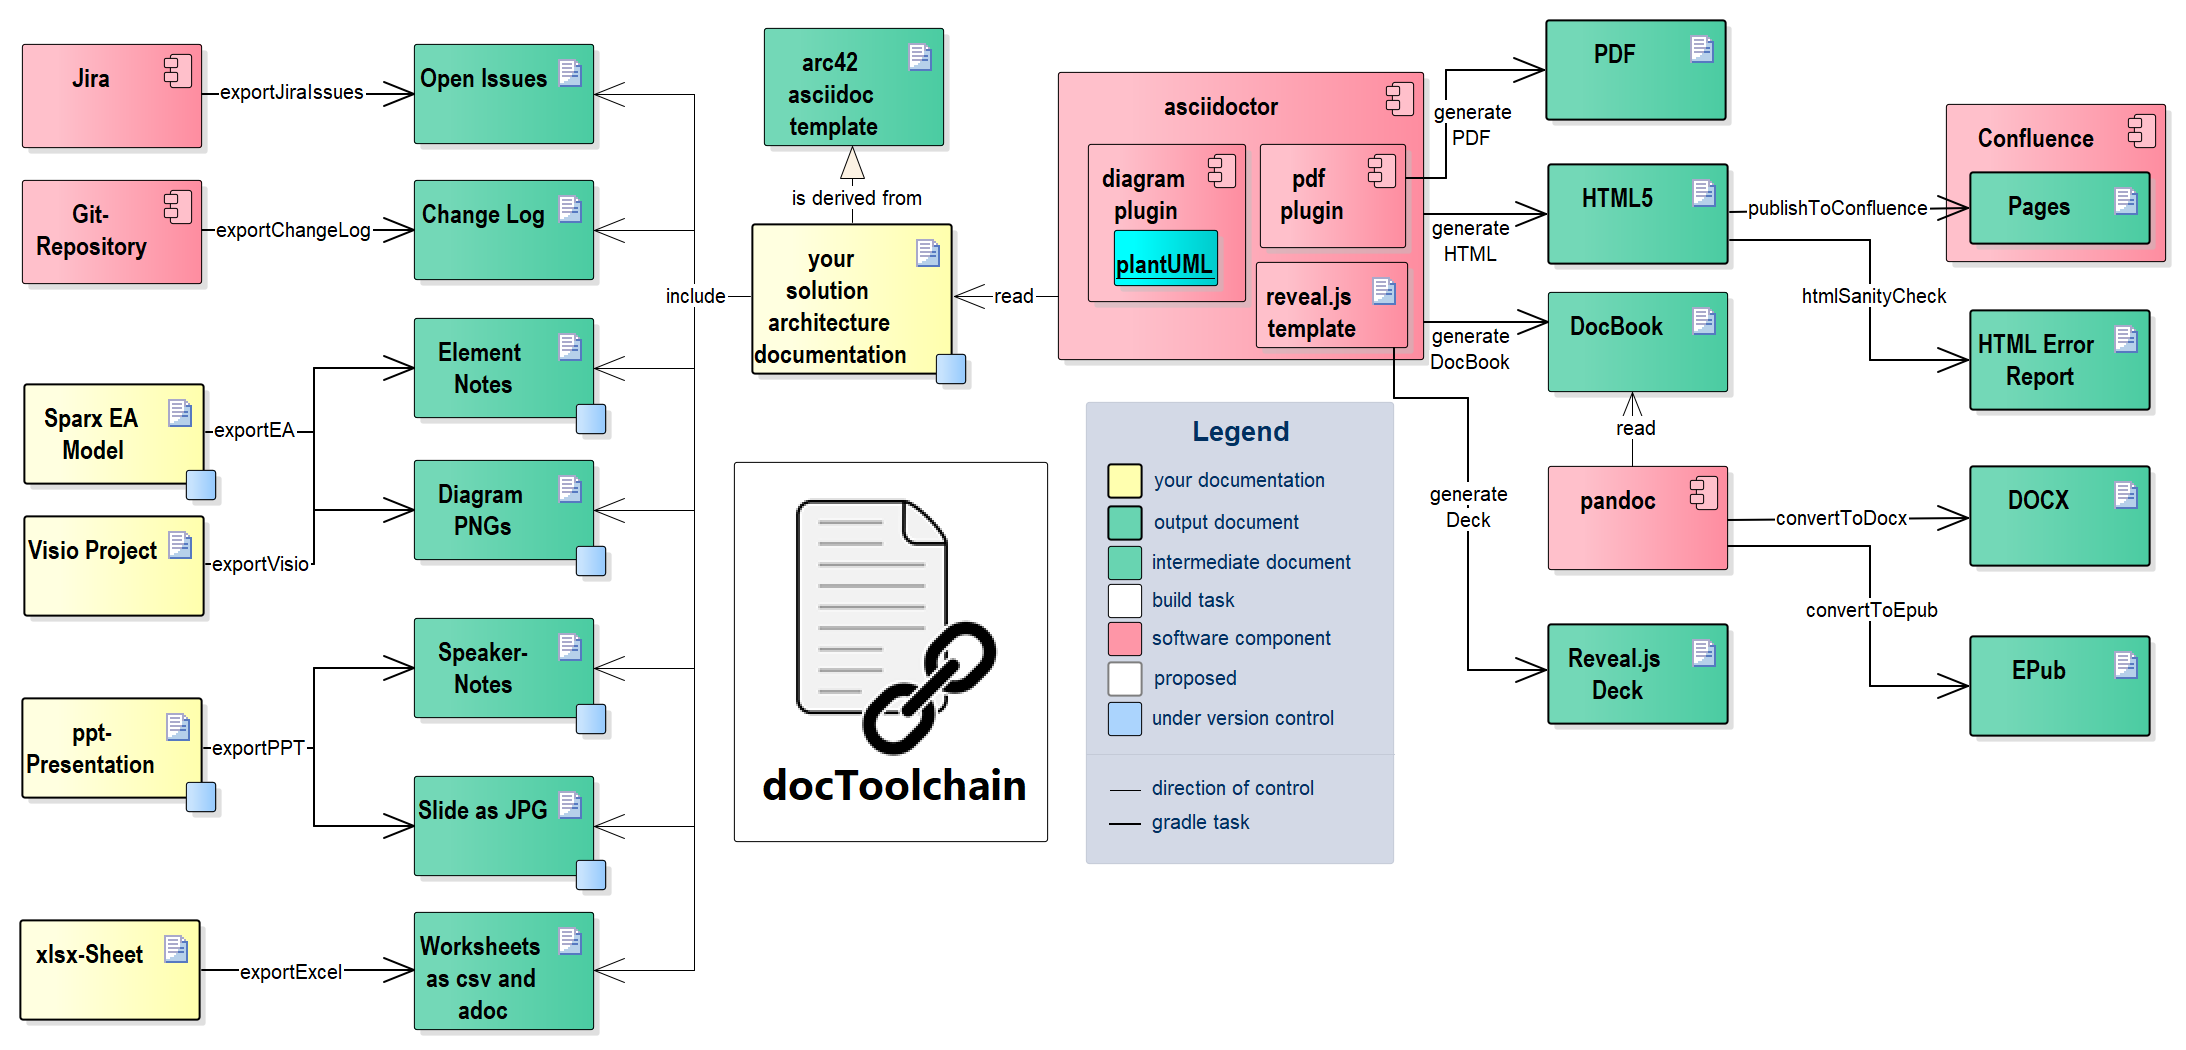 Jira
exportJiraIssues
Open Issues
Git-
Repository
exportChangeLog
Change Log
Element
Notes
Sparx EA
Model
exportEA
Diagram
PNGs
Visio Project
exportVisio
Speaker-
Notes
ppt-
Presentation
exportPPT
Slide as JPG
xlsx-Sheet
exportExcel
Worksheets
as csv and
adoc
include
arc42
asciidoc
template
is derived from
your
solution
architecture
documentation
read
asciidoctor
diagram
plugin
plantUML
pdf
plugin
reveal.js
template
generate
PDF
generate
HTML
generate
DocBook
generate
Deck
PDF
HTML5
DocBook
read
pandoc
Reveal.js
Deck
publishToConfluence
htmlSanityCheck
convertToDocx
convertToEpub
Confluence
Pages
HTML Error
Report
DOCX
EPub
docToolchain
Legend
your documentation
output document
intermediate document
build task
software component
proposed
under version control
direction of control
gradle task